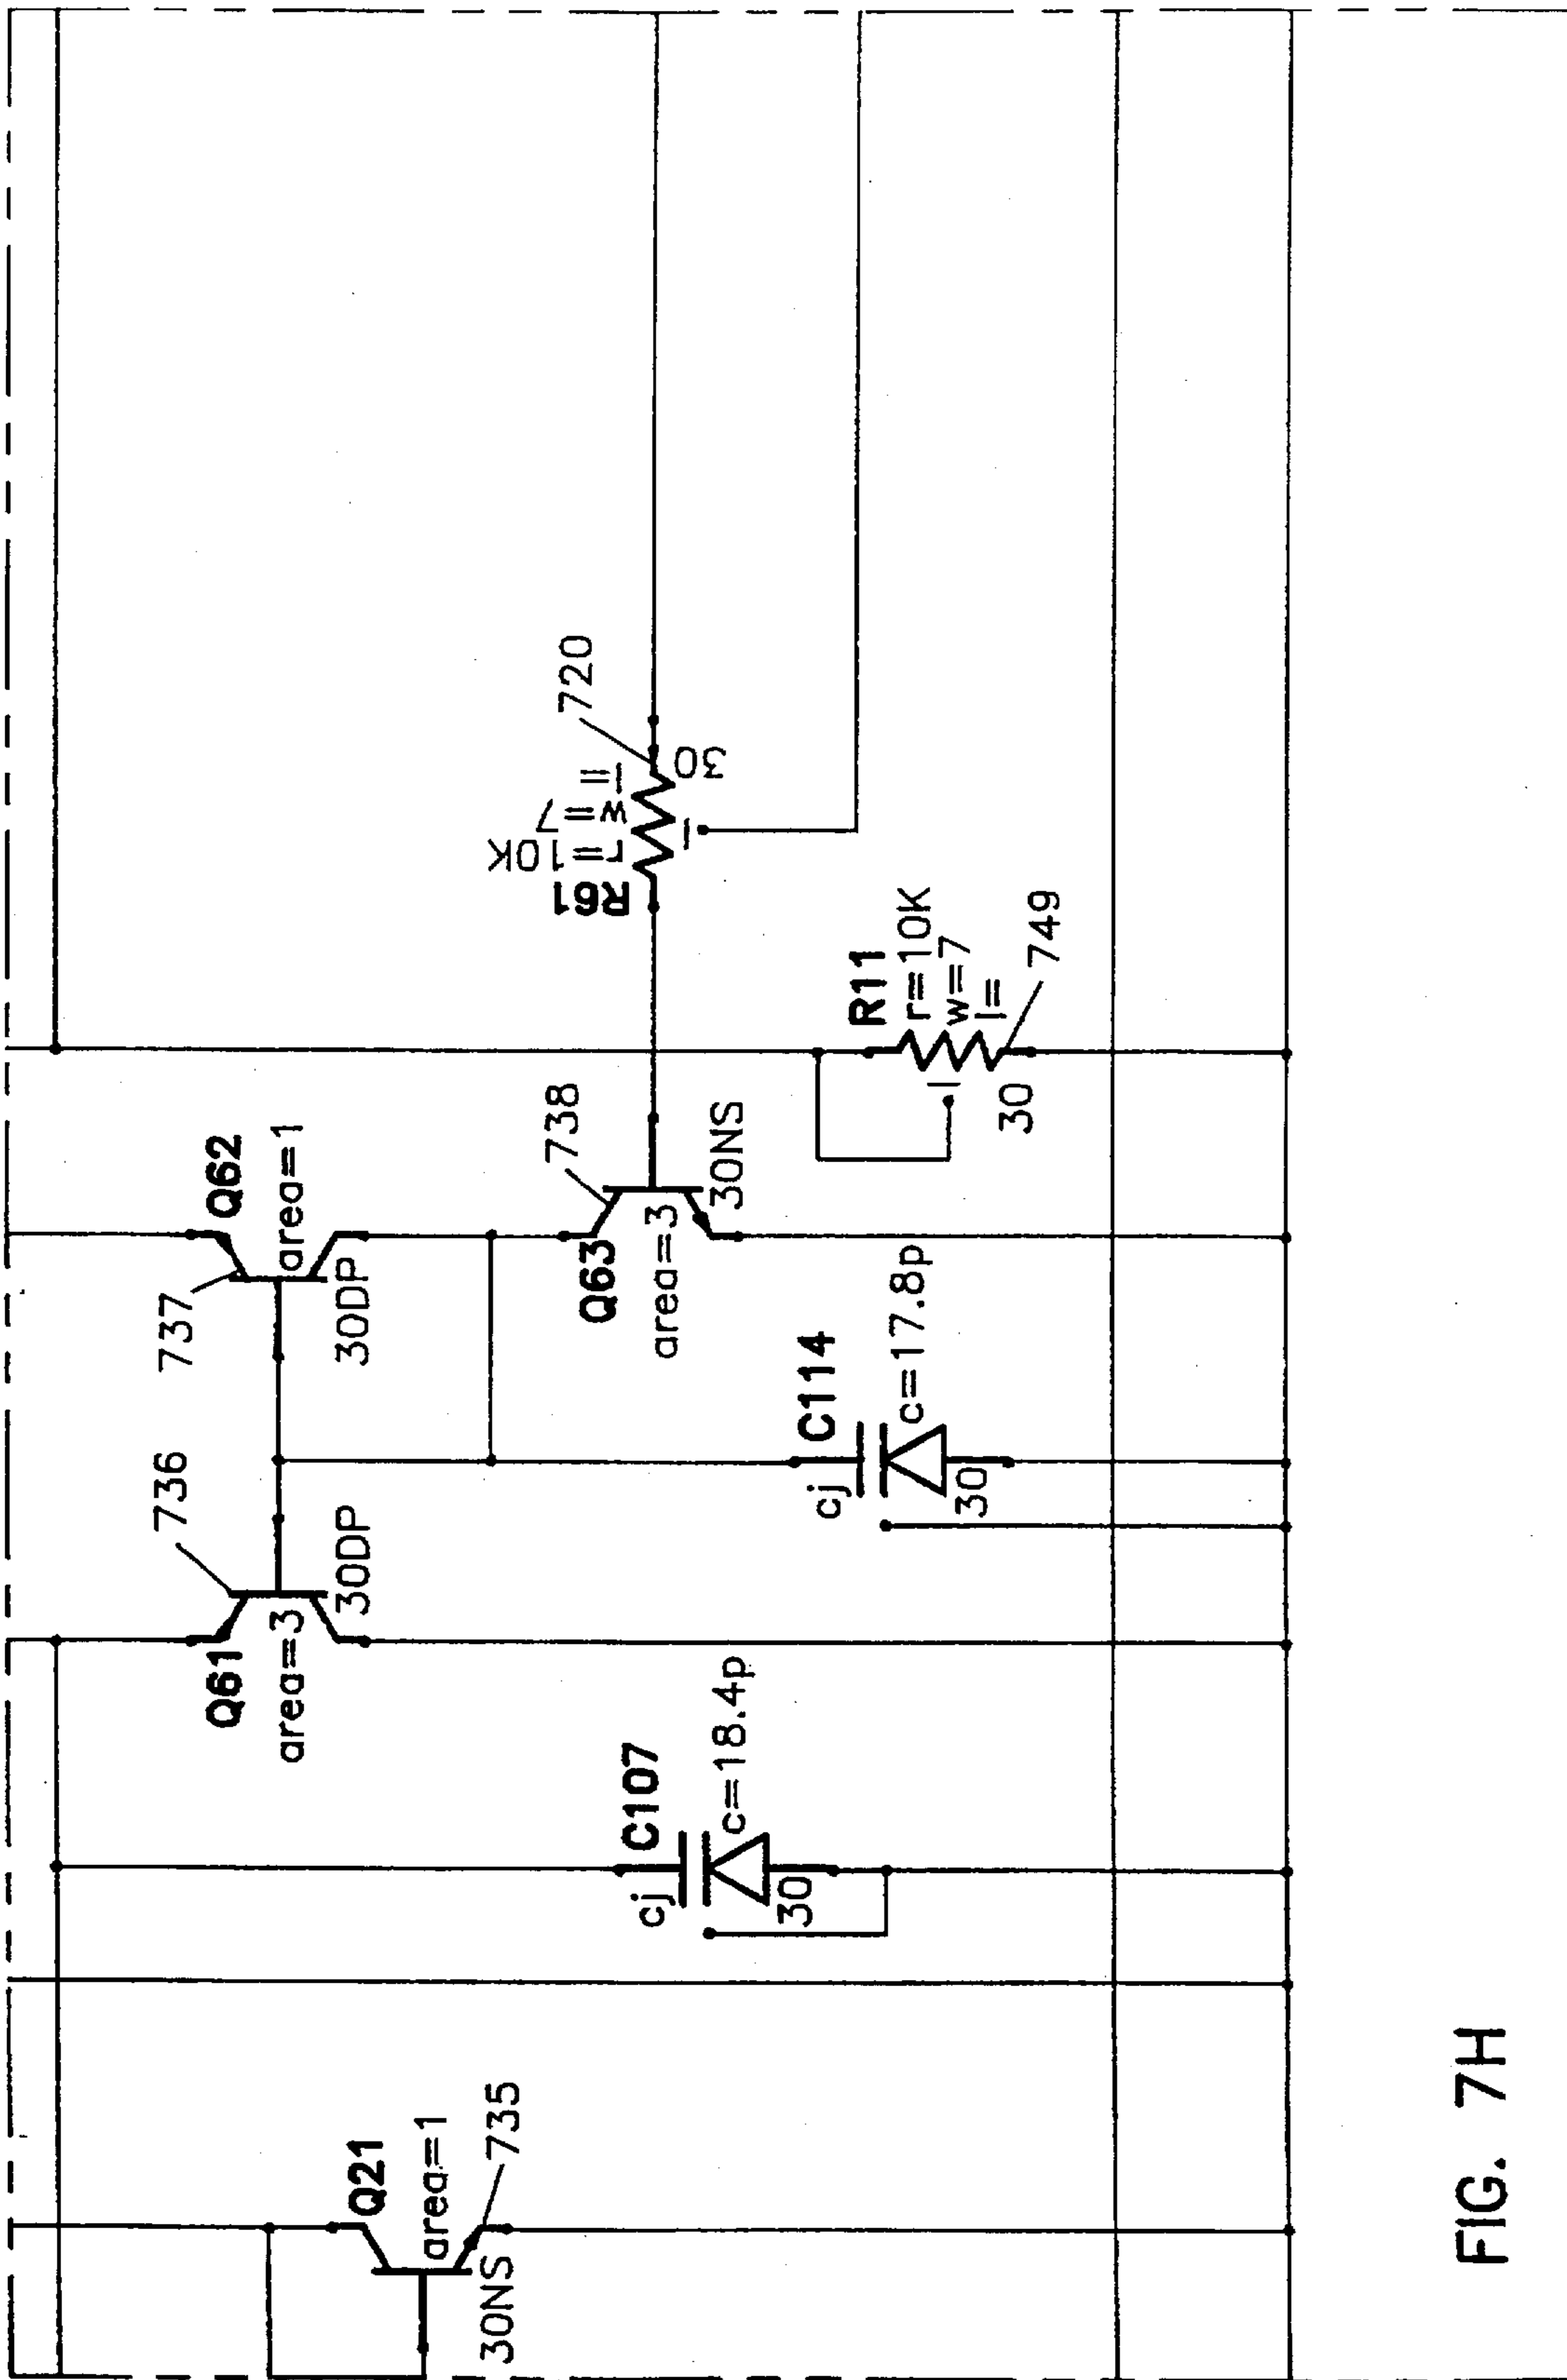 Q21
area=1
30NS
735
C107
cj
c=18.4p
30
736
Q61
area=3
30DP
737
Q62
area=1
30DP
C114
cj
c=17.8p
30
738
Q63
area=3
30NS
R11
r=10K
w=7
l=
30
749
R61
r=10K
w=7
l=
30
720
FIG. 7H